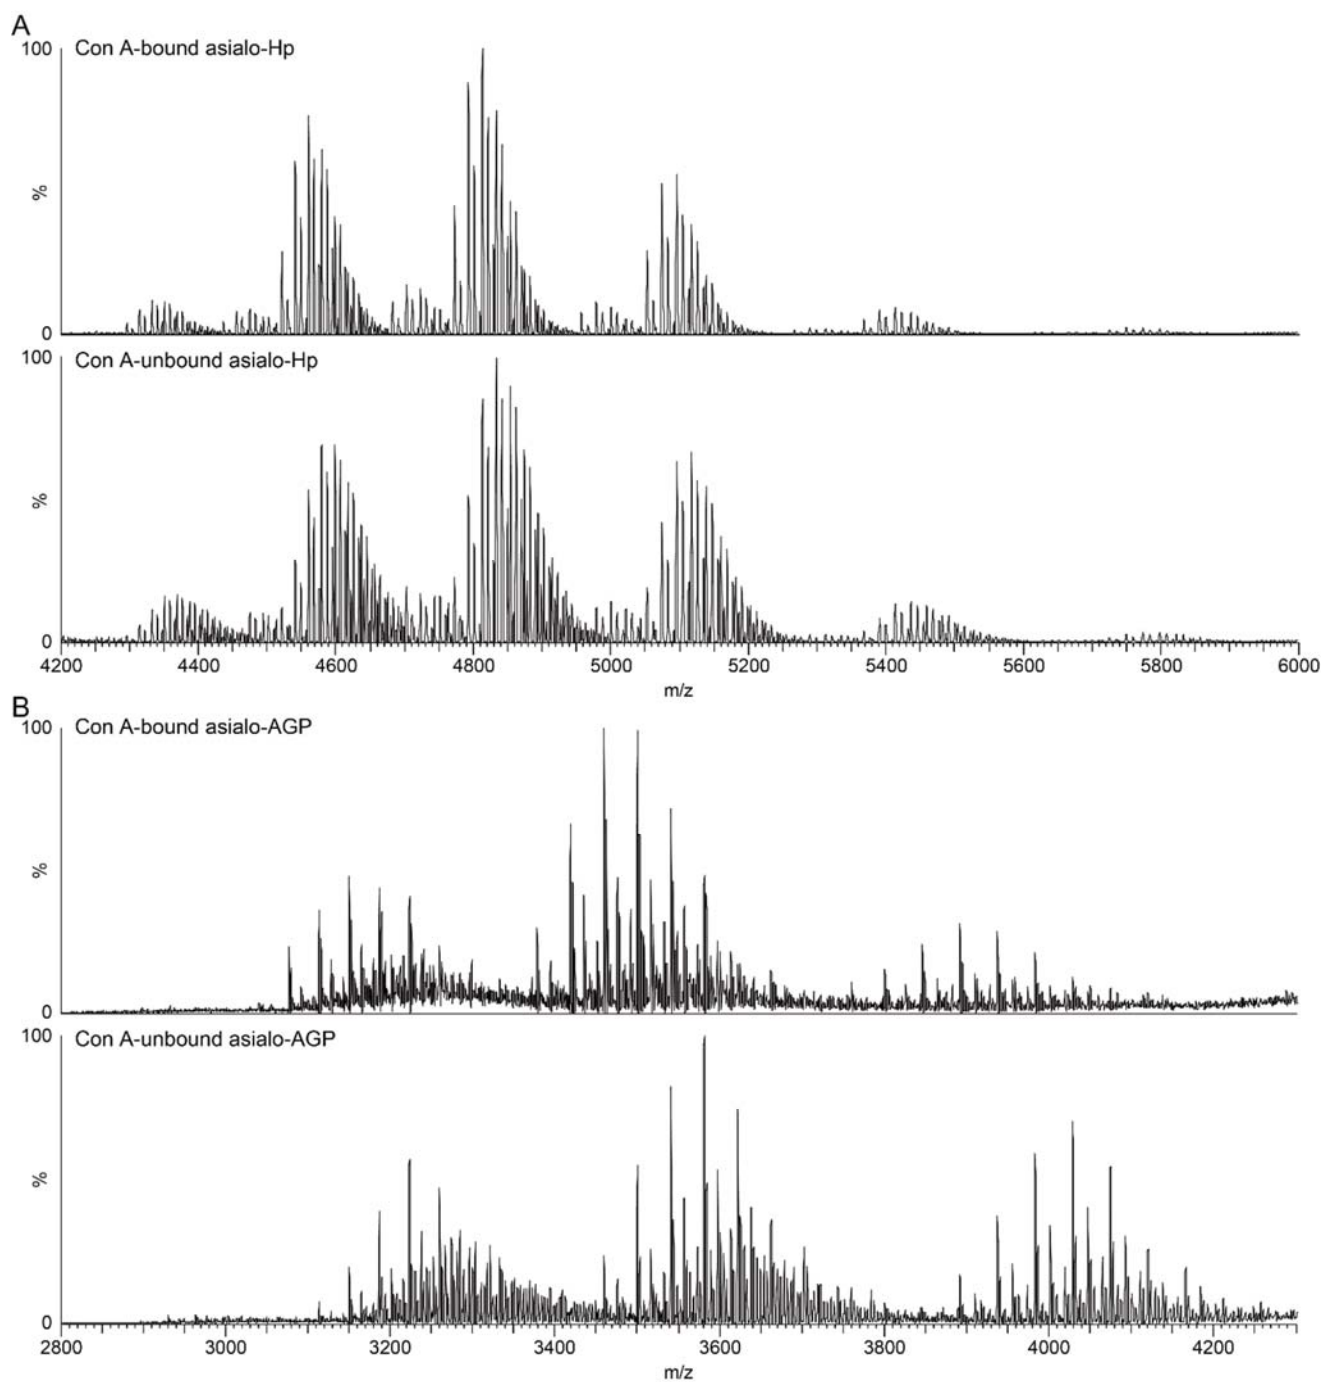 A
Con A-bound asialo-Hp
100
%
0
Con A-unbound asialo-Hp
100
%
0
4200 4400 4600 4800 5000 5200 5400 5600 5800 6000
m/z
B
Con A-bound asialo-AGP
100
%
0
Con A-unbound asialo-AGP
100
%
0
2800 3000 3200 3400 3600 3800 4000 4200
m/z